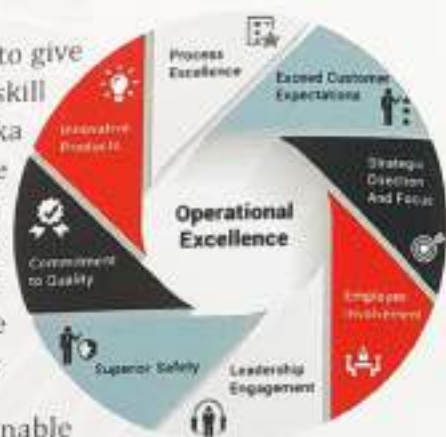 to give
skill
ka
e
e
nable
Operational
Excellence
Process
Excellence
Exceed Customer
Expectations
Strategic
Direction
And Focus
Employee
Involvement
Leadership
Engagement
Superior Safety
Commitment
to Quality
Innovative
Products